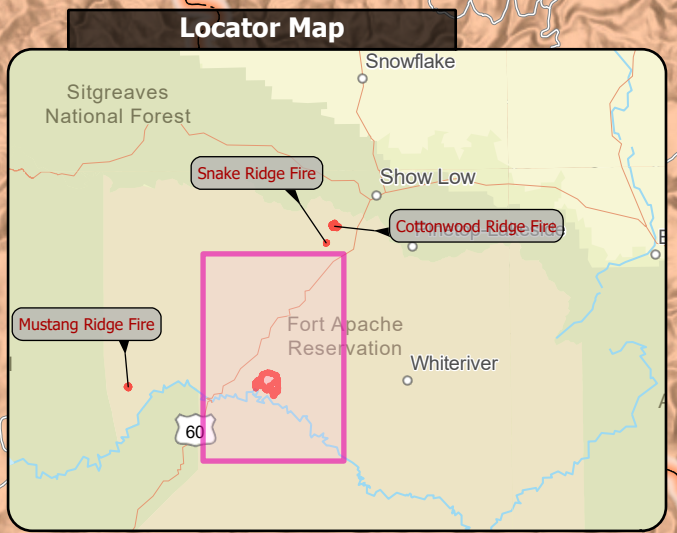 Locator Map
Snowflake
Sitgreaves
National Forest
Snake Ridge Fire
Show Low
Cottonwood Ridge Fire
Mustang Ridge Fire
Fort Apache
Reservation
Whiteriver
60